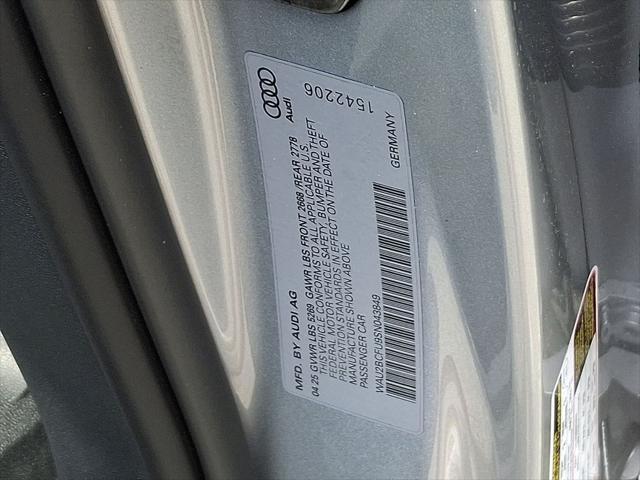 MFD. BY AUDI AG
04.25 GVWR LBS 5269 GAWR LBS FRONT 2668 /REAR 2778
THIS VEHICLE CONFORMS TO ALL APPLICABLE U.S.
FEDERAL MOTOR VEHICLE SAFETY, BUMPER AND THEFT
PREVENTION STANDARDS IN EFFECT ON THE DATE OF
MANUFACTURE SHOWN ABOVE
PASSENGER CAR
WAU2BCFU9SN043849
GERMANY
Audi
1542206